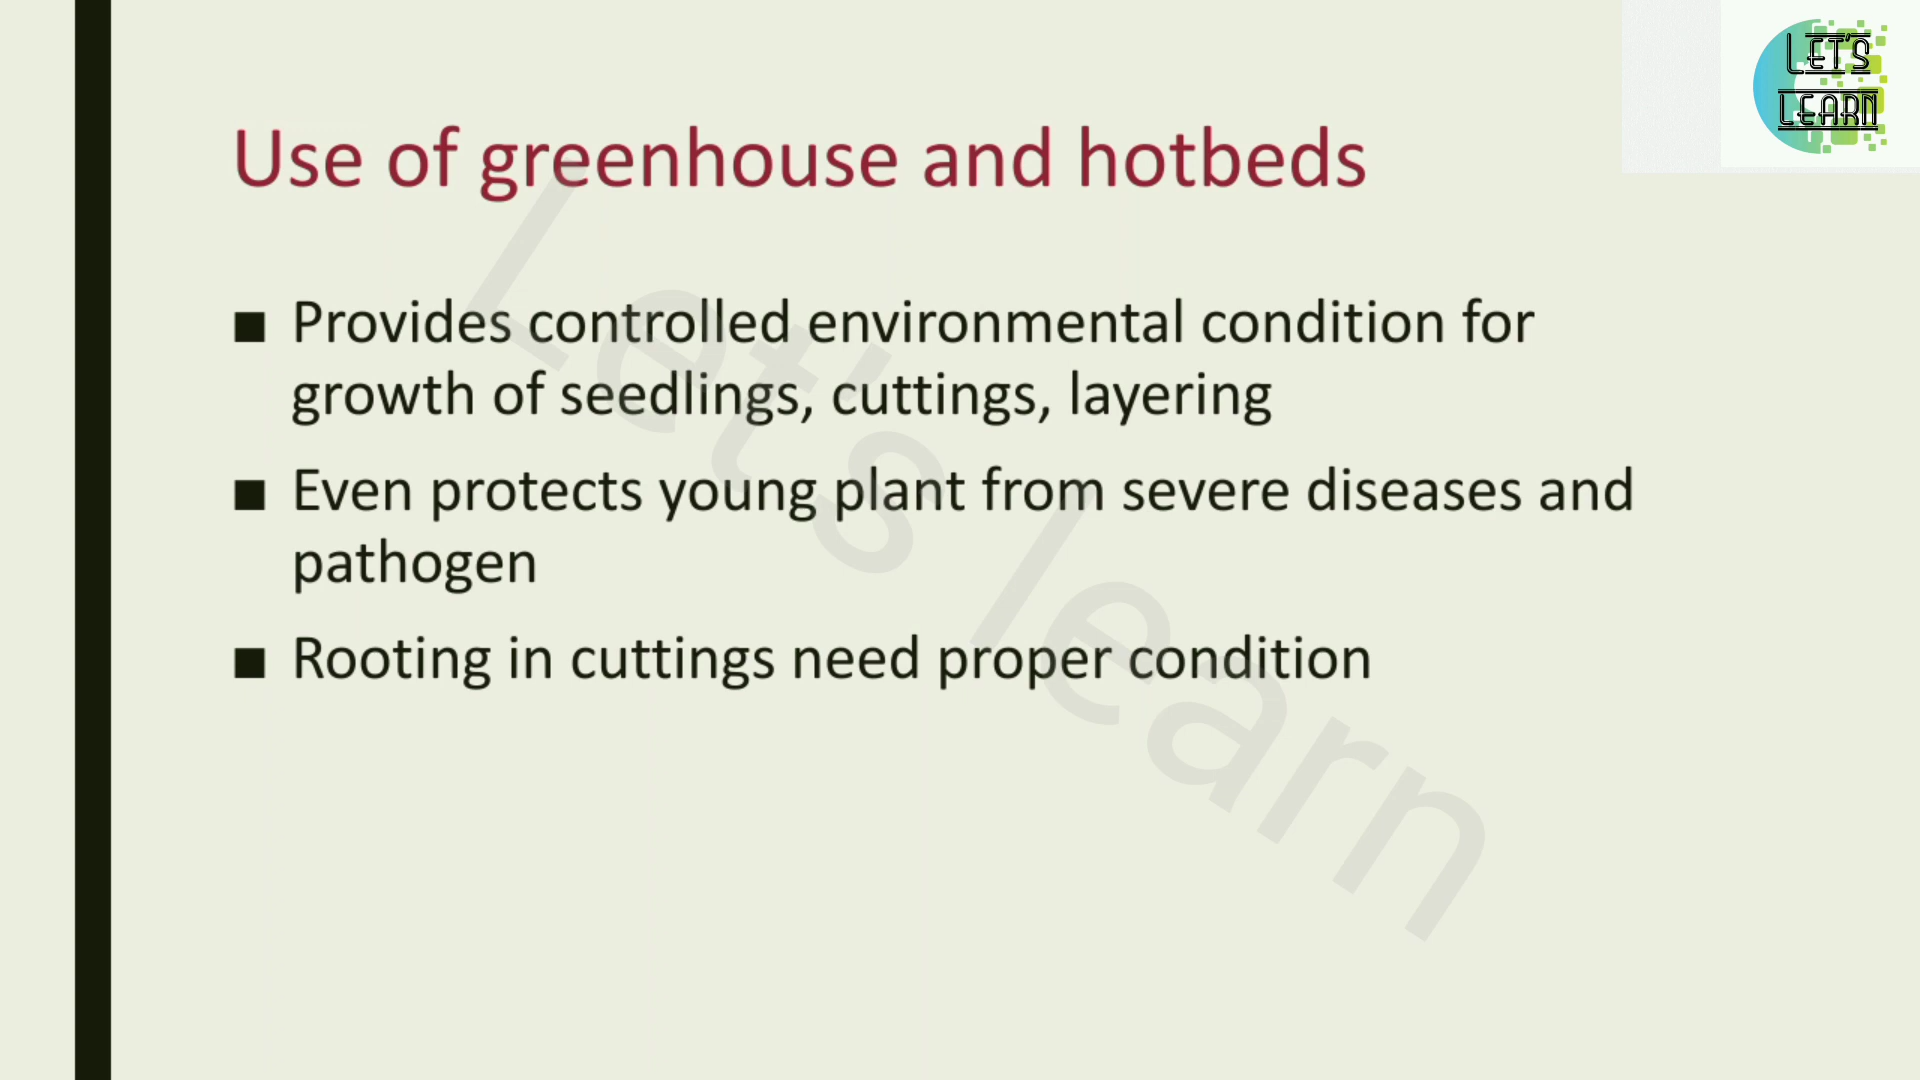 LET'S
LEARN
Use of greenhouse and hotbeds
■ Provides controlled environmental condition for
growth of seedlings, cuttings, layering
■ Even protects young plant from severe diseases and
pathogen
■ Rooting in cuttings need proper condition
Let's learn